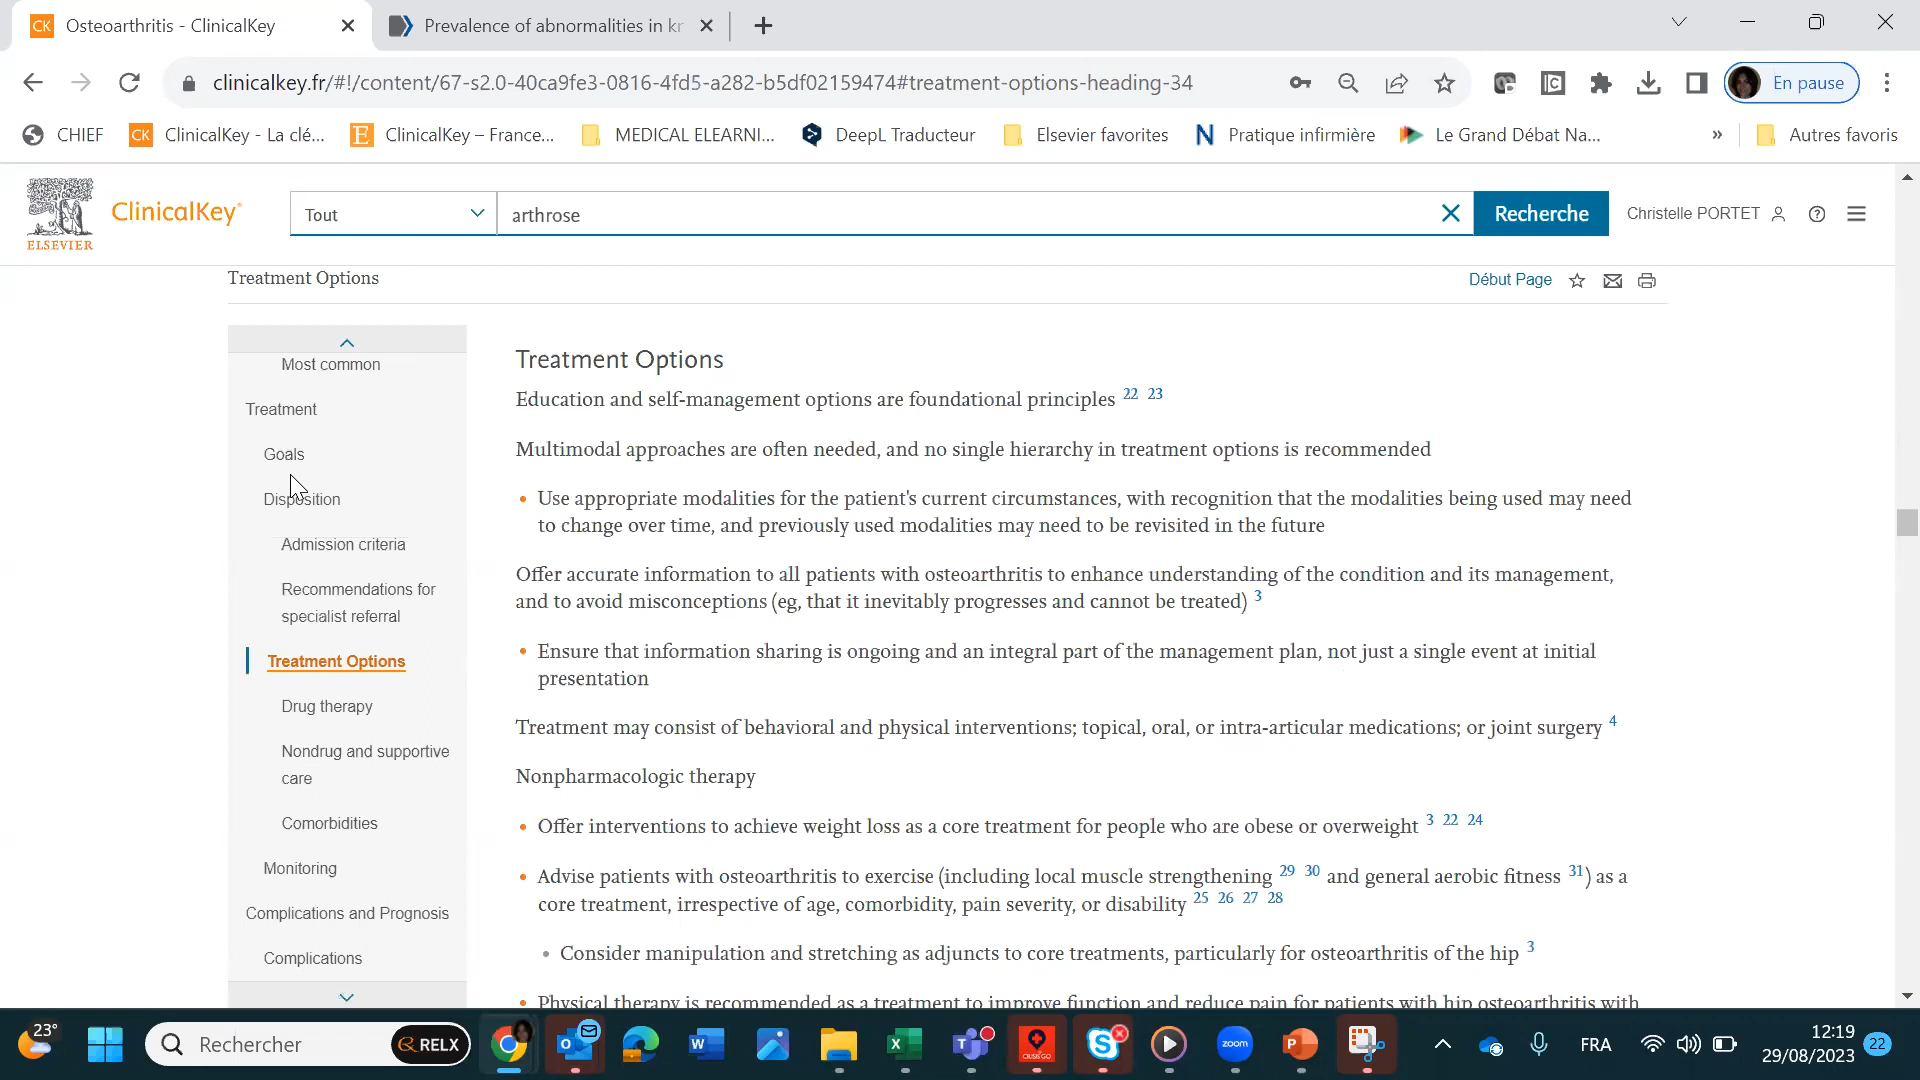 Osteoarthritis - ClinicalKey
Prevalence of abnormalities in kr
clinicalkey.fr/#!/content/67-s2.0-40ca9fe3-0816-4fd5-a282-b5df02159474#treatment-options-heading-34
En pause
CHIEF
ClinicalKey - La clé...
ClinicalKey – France...
MEDICAL ELEARNI...
DeepL Traducteur
Elsevier favorites
Pratique infirmière
Le Grand Débat Na...
»
Autres favoris
ELSEVIER
ClinicalKey®
Tout
arthrose
Recherche
Christelle PORTET
Treatment Options
Début Page
Most common
Treatment
Goals
Disposition
Admission criteria
Recommendations for
specialist referral
Treatment Options
Drug therapy
Nondrug and supportive
care
Comorbidities
Monitoring
Complications and Prognosis
Complications
Treatment Options
Education and self-management options are foundational principles 22 23
Multimodal approaches are often needed, and no single hierarchy in treatment options is recommended
• Use appropriate modalities for the patient's current circumstances, with recognition that the modalities being used may need
to change over time, and previously used modalities may need to be revisited in the future
Offer accurate information to all patients with osteoarthritis to enhance understanding of the condition and its management,
and to avoid misconceptions (eg, that it inevitably progresses and cannot be treated) 3
• Ensure that information sharing is ongoing and an integral part of the management plan, not just a single event at initial
presentation
Treatment may consist of behavioral and physical interventions; topical, oral, or intra-articular medications; or joint surgery 4
Nonpharmacologic therapy
• Offer interventions to achieve weight loss as a core treatment for people who are obese or overweight 3 22 24
• Advise patients with osteoarthritis to exercise (including local muscle strengthening 29 30 and general aerobic fitness 31) as a
core treatment, irrespective of age, comorbidity, pain severity, or disability 25 26 27 28
• Consider manipulation and stretching as adjuncts to core treatments, particularly for osteoarthritis of the hip 3
• Physical therapy is recommended as a treatment to improve function and reduce pain for patients with hip osteoarthritis with
23°
Rechercher
RELX
zoom
FRA
12:19
29/08/2023
22